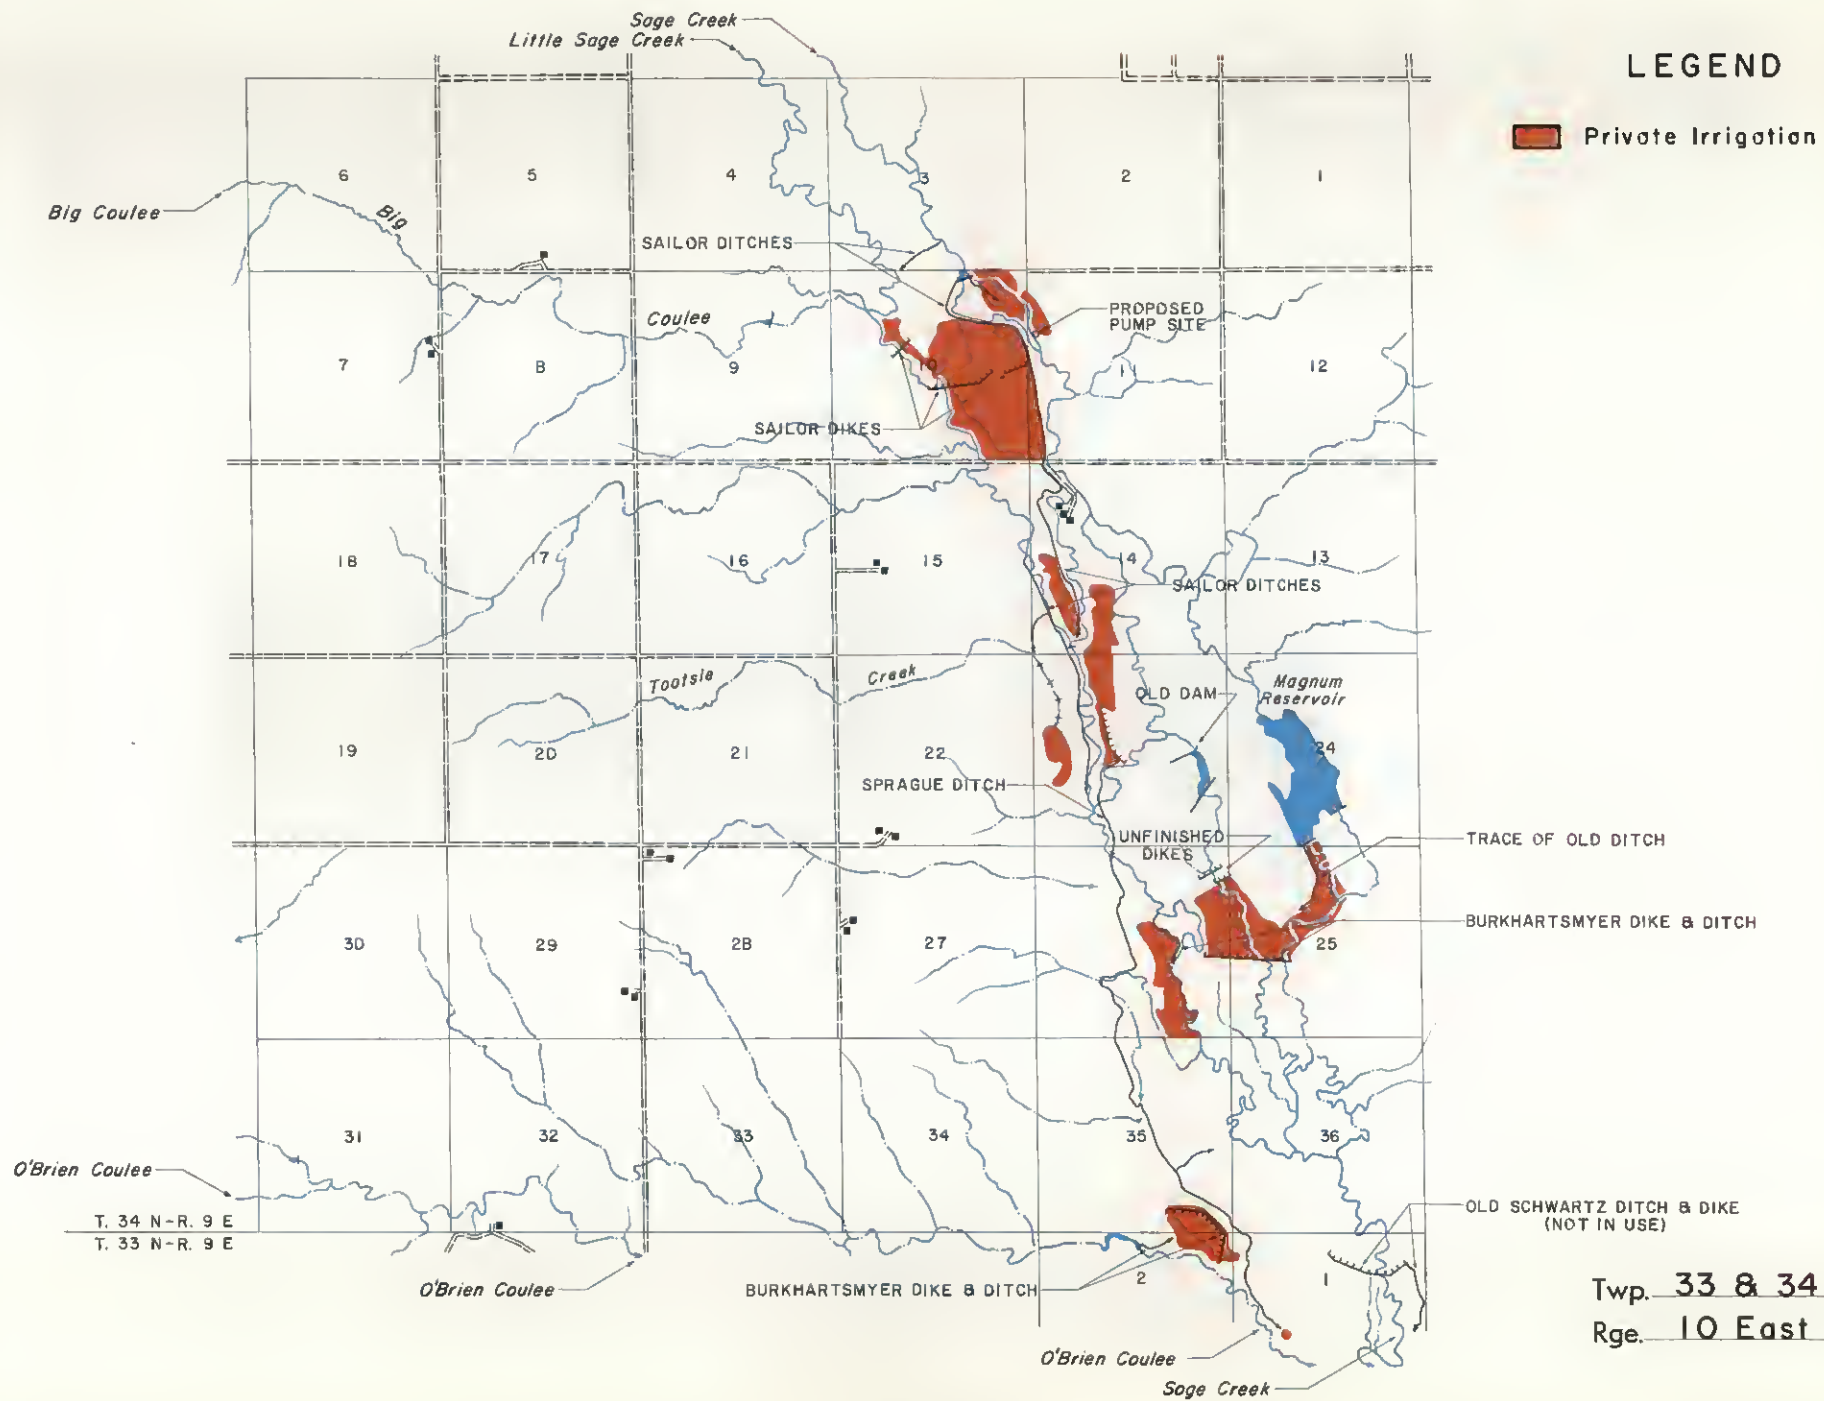 Sage Creek
Little Sage Creek
LEGEND
Private Irrigation
6
5
4
3
2
1
Big Coulee
Big
SAILOR DITCHES
Coulee
PROPOSED
PUMP SITE
7
8
9
10
11
12
SAILOR DIKES
18
17
16
15
14
13
SAILOR DITCHES
Tootsie
Creek
Magnum
Reservoir
OLD DAM
19
20
21
22
24
SPRAGUE DITCH
UNFINISHED
DIKES
TRACE OF OLD DITCH
BURKHARTSMYER DIKE & DITCH
30
29
28
27
25
31
32
33
34
35
36
O'Brien Coulee
T. 34 N-R. 9 E
T. 33 N-R. 9 E
OLD SCHWARTZ DITCH & DIKE
(NOT IN USE)
O'Brien Coulee
BURKHARTSMYER DIKE & DITCH
2
1
Twp. 33 & 34
Rge. 10 East
O'Brien Coulee
Sage Creek